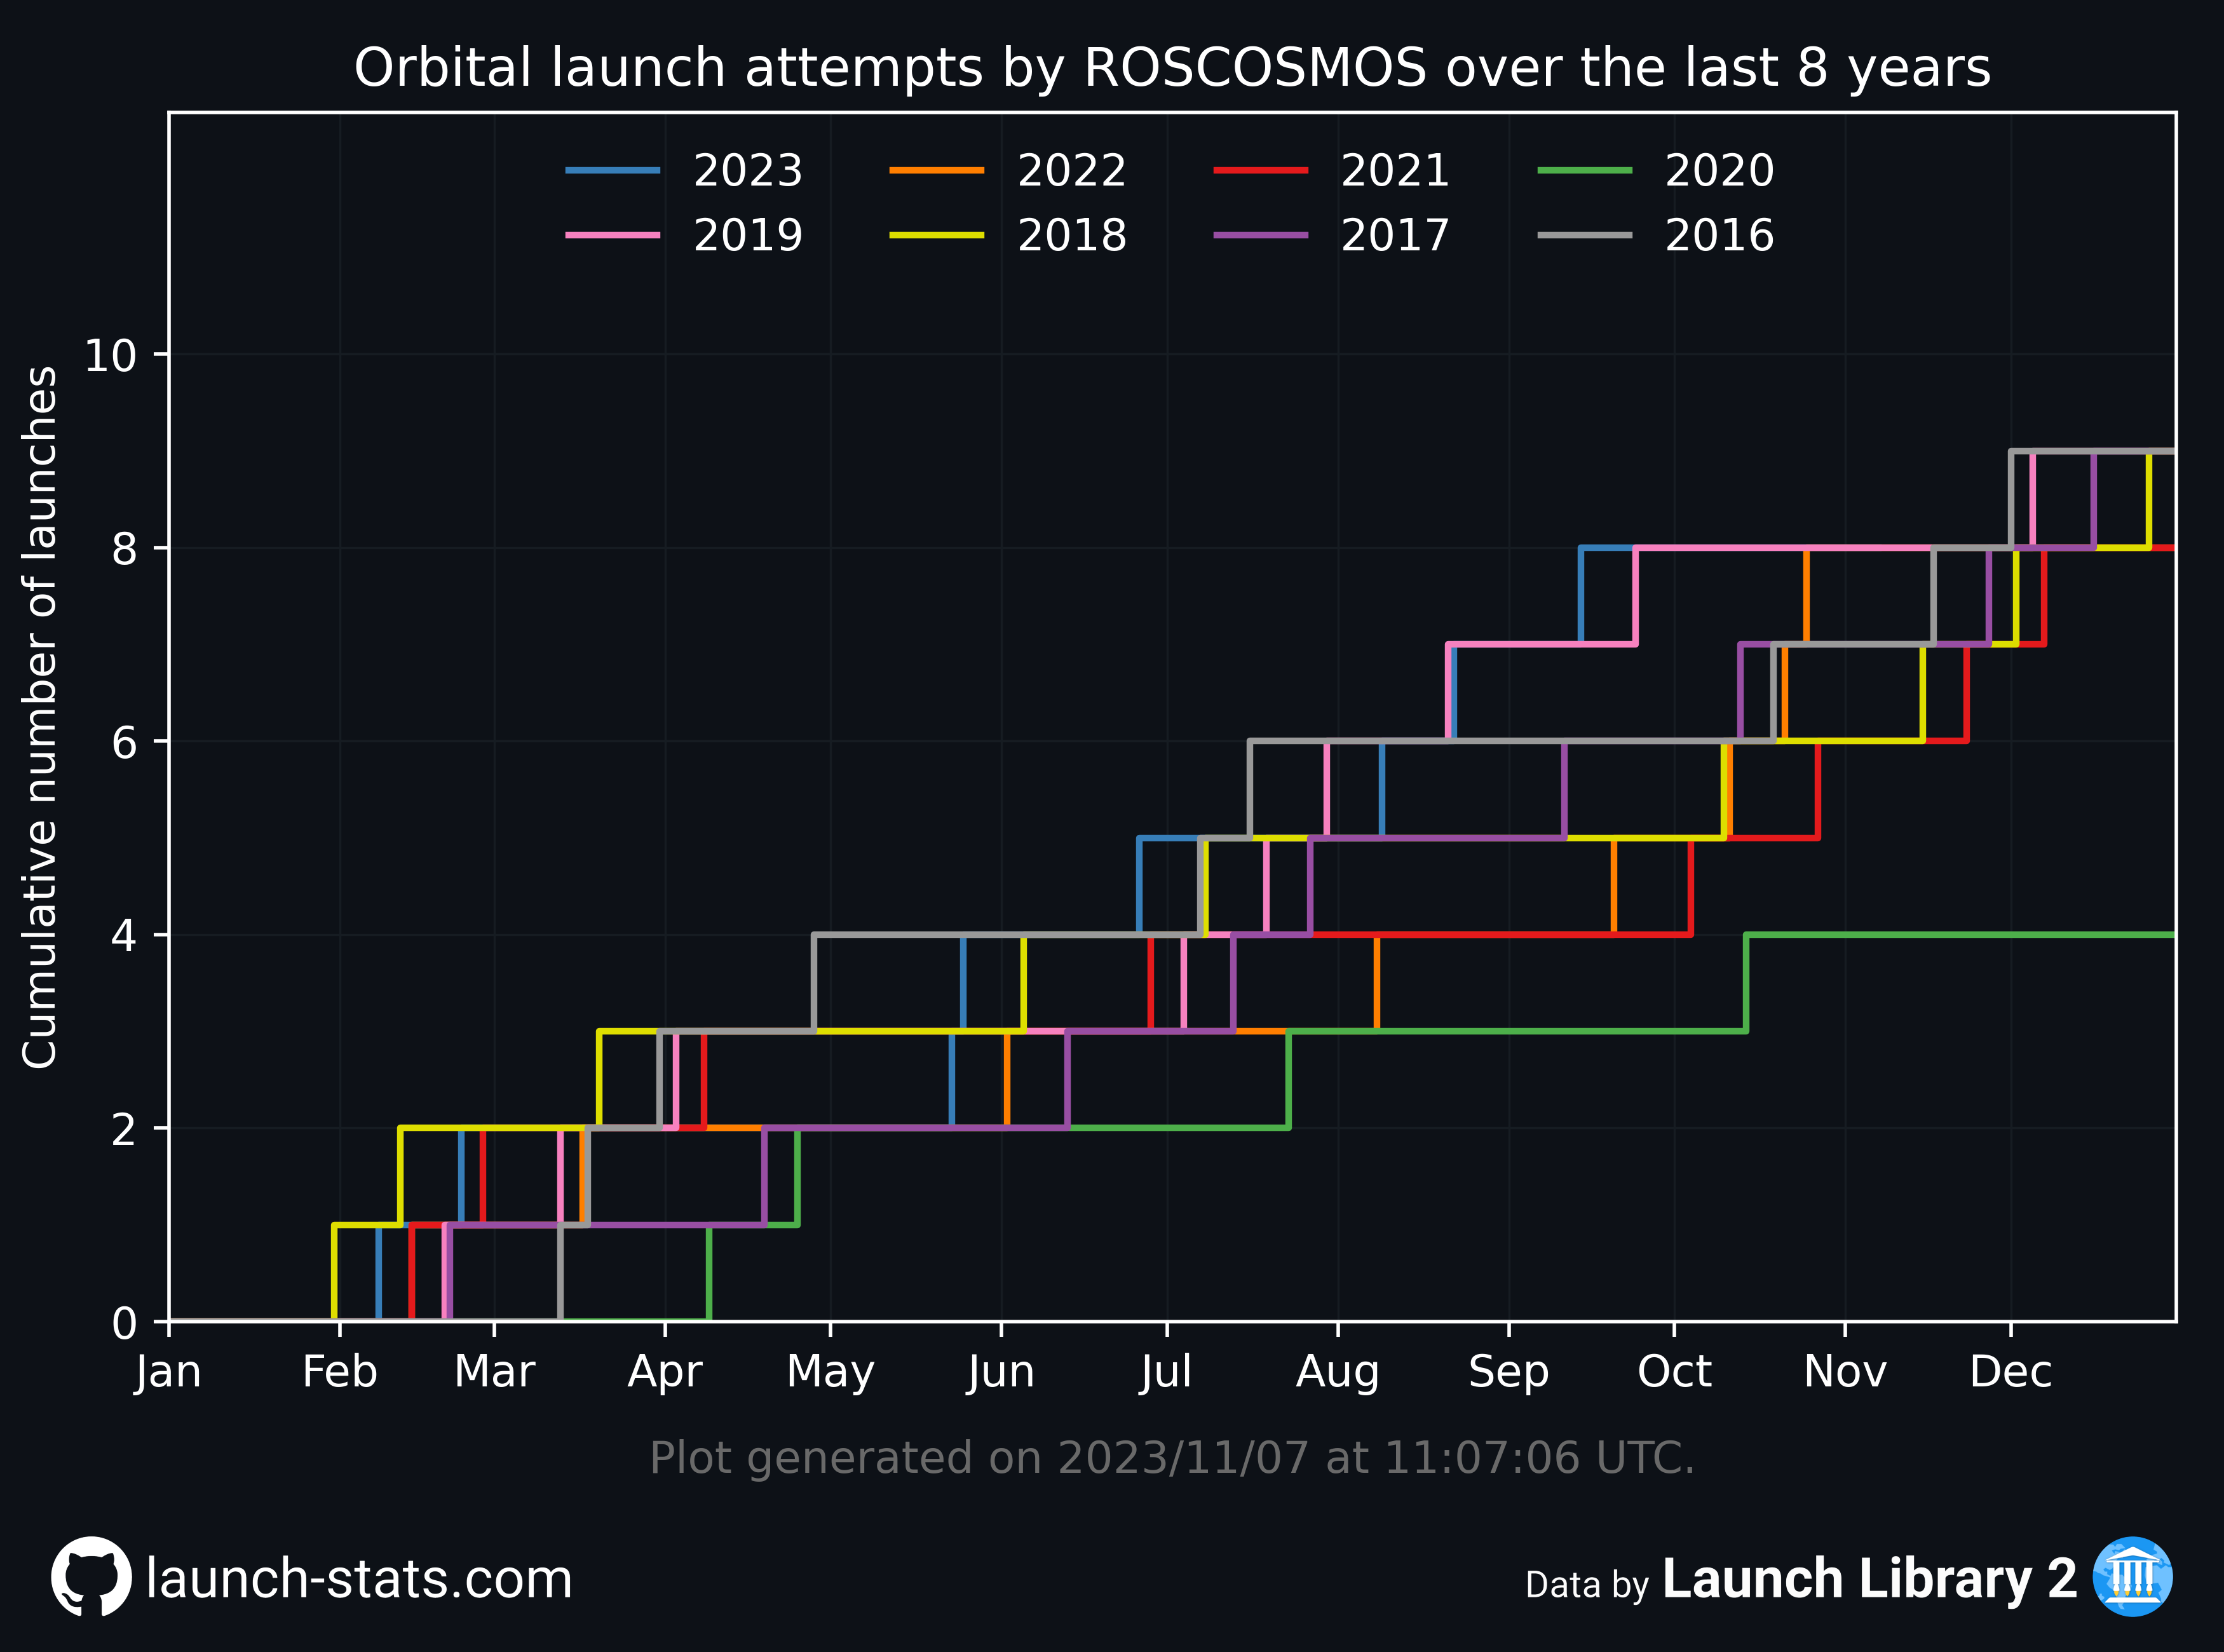 Orbital launch attempts by ROSCOSMOS over the last 8 years
2023 2022 2021 2020
2019 2018 2017 2016
Cumulative number of launches
10
8
6
4
2
0
Jan Feb Mar Apr May Jun Jul Aug Sep Oct Nov Dec
Plot generated on 2023/11/07 at 11:07:06 UTC.
launch-stats.com
Data by Launch Library 2